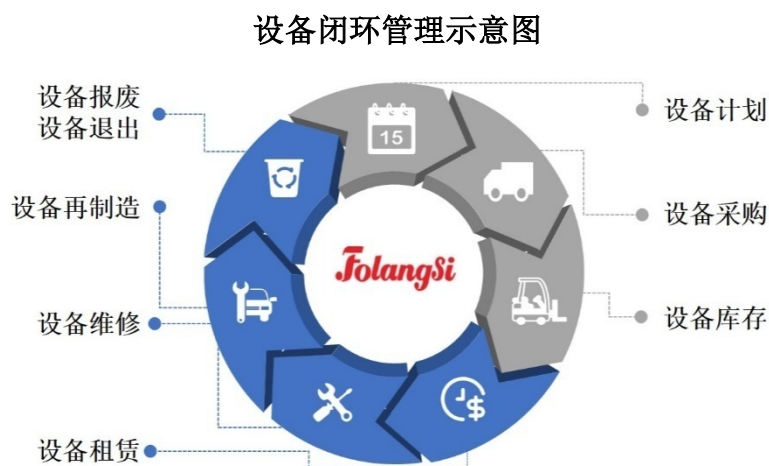 设备闭环管理示意图
设备报废
设备退出
设备计划
15
设备再制造
设备采购
Folangsi
设备维修
设备库存
$
设备租赁